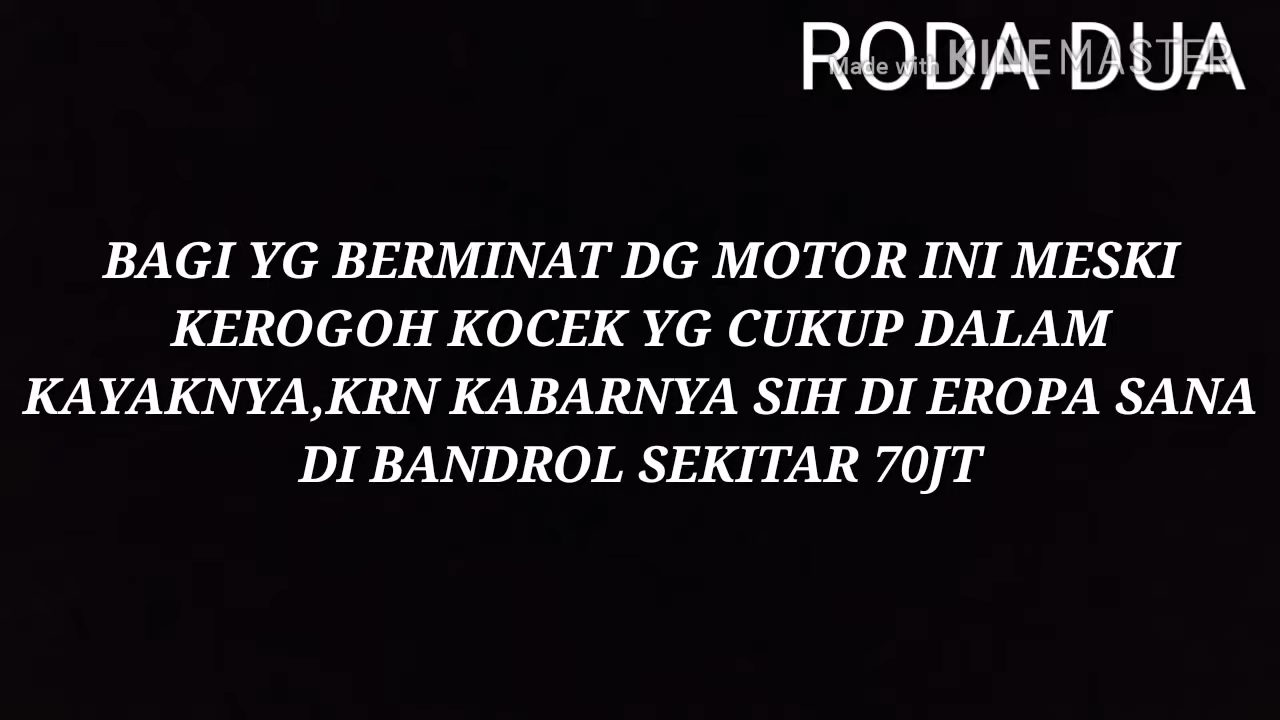 RODA DUA
Made with KINEMASTER
BAGI YG BERMINAT DG MOTOR INI MESKI
KEROGOH KOCEK YG CUKUP DALAM
KAYAKNYA,KRN KABARNYA SIH DI EROPA SANA
DI BANDROL SEKITAR 70JT